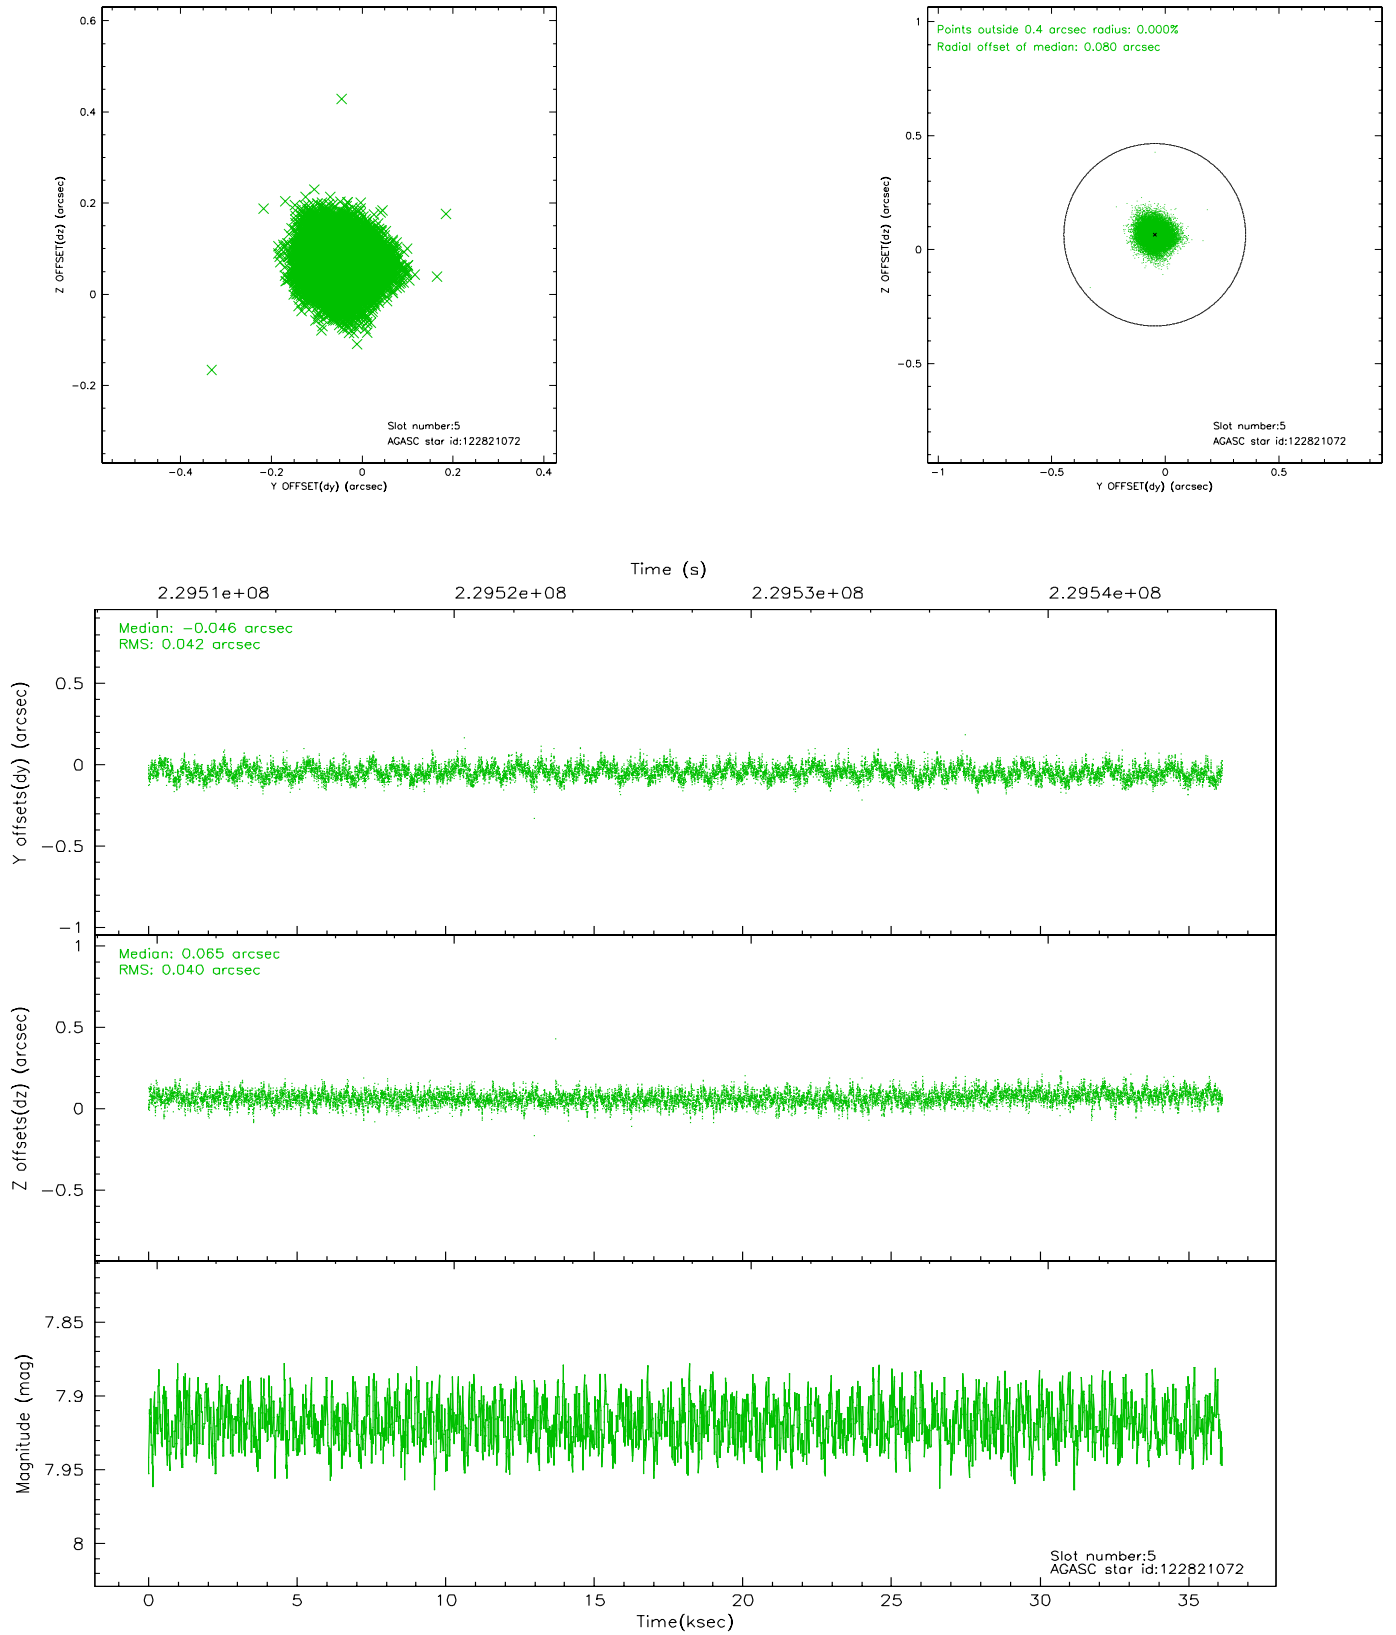 0.6
0.4
0.2
0
−0.2
Z OFFSET(dz) (arcsec)
Slot number:5
AGASC star id:122821072
−0.4 −0.2 0 0.2 0.4
Y OFFSET(dy) (arcsec)
Points outside 0.4 arcsec radius: 0.000%
Radial offset of median: 0.080 arcsec
1
0.5
0
−0.5
Z OFFSET(dz) (arcsec)
Slot number:5
AGASC star id:122821072
−1 −0.5 0 0.5
Y OFFSET(dy) (arcsec)
Time (s)
2.2951e+08 2.2952e+08 2.2953e+08 2.2954e+08
Median: −0.046 arcsec
RMS: 0.042 arcsec
0.5
0
−0.5
−1
Y offsets(dy) (arcsec)
Median: 0.065 arcsec
RMS: 0.040 arcsec
1
0.5
0
−0.5
Z offsets(dz) (arcsec)
7.85
7.9
7.95
8
Magnitude (mag)
Slot number:5
AGASC star id:122821072
0 5 10 15 20 25 30 35
Time(ksec)